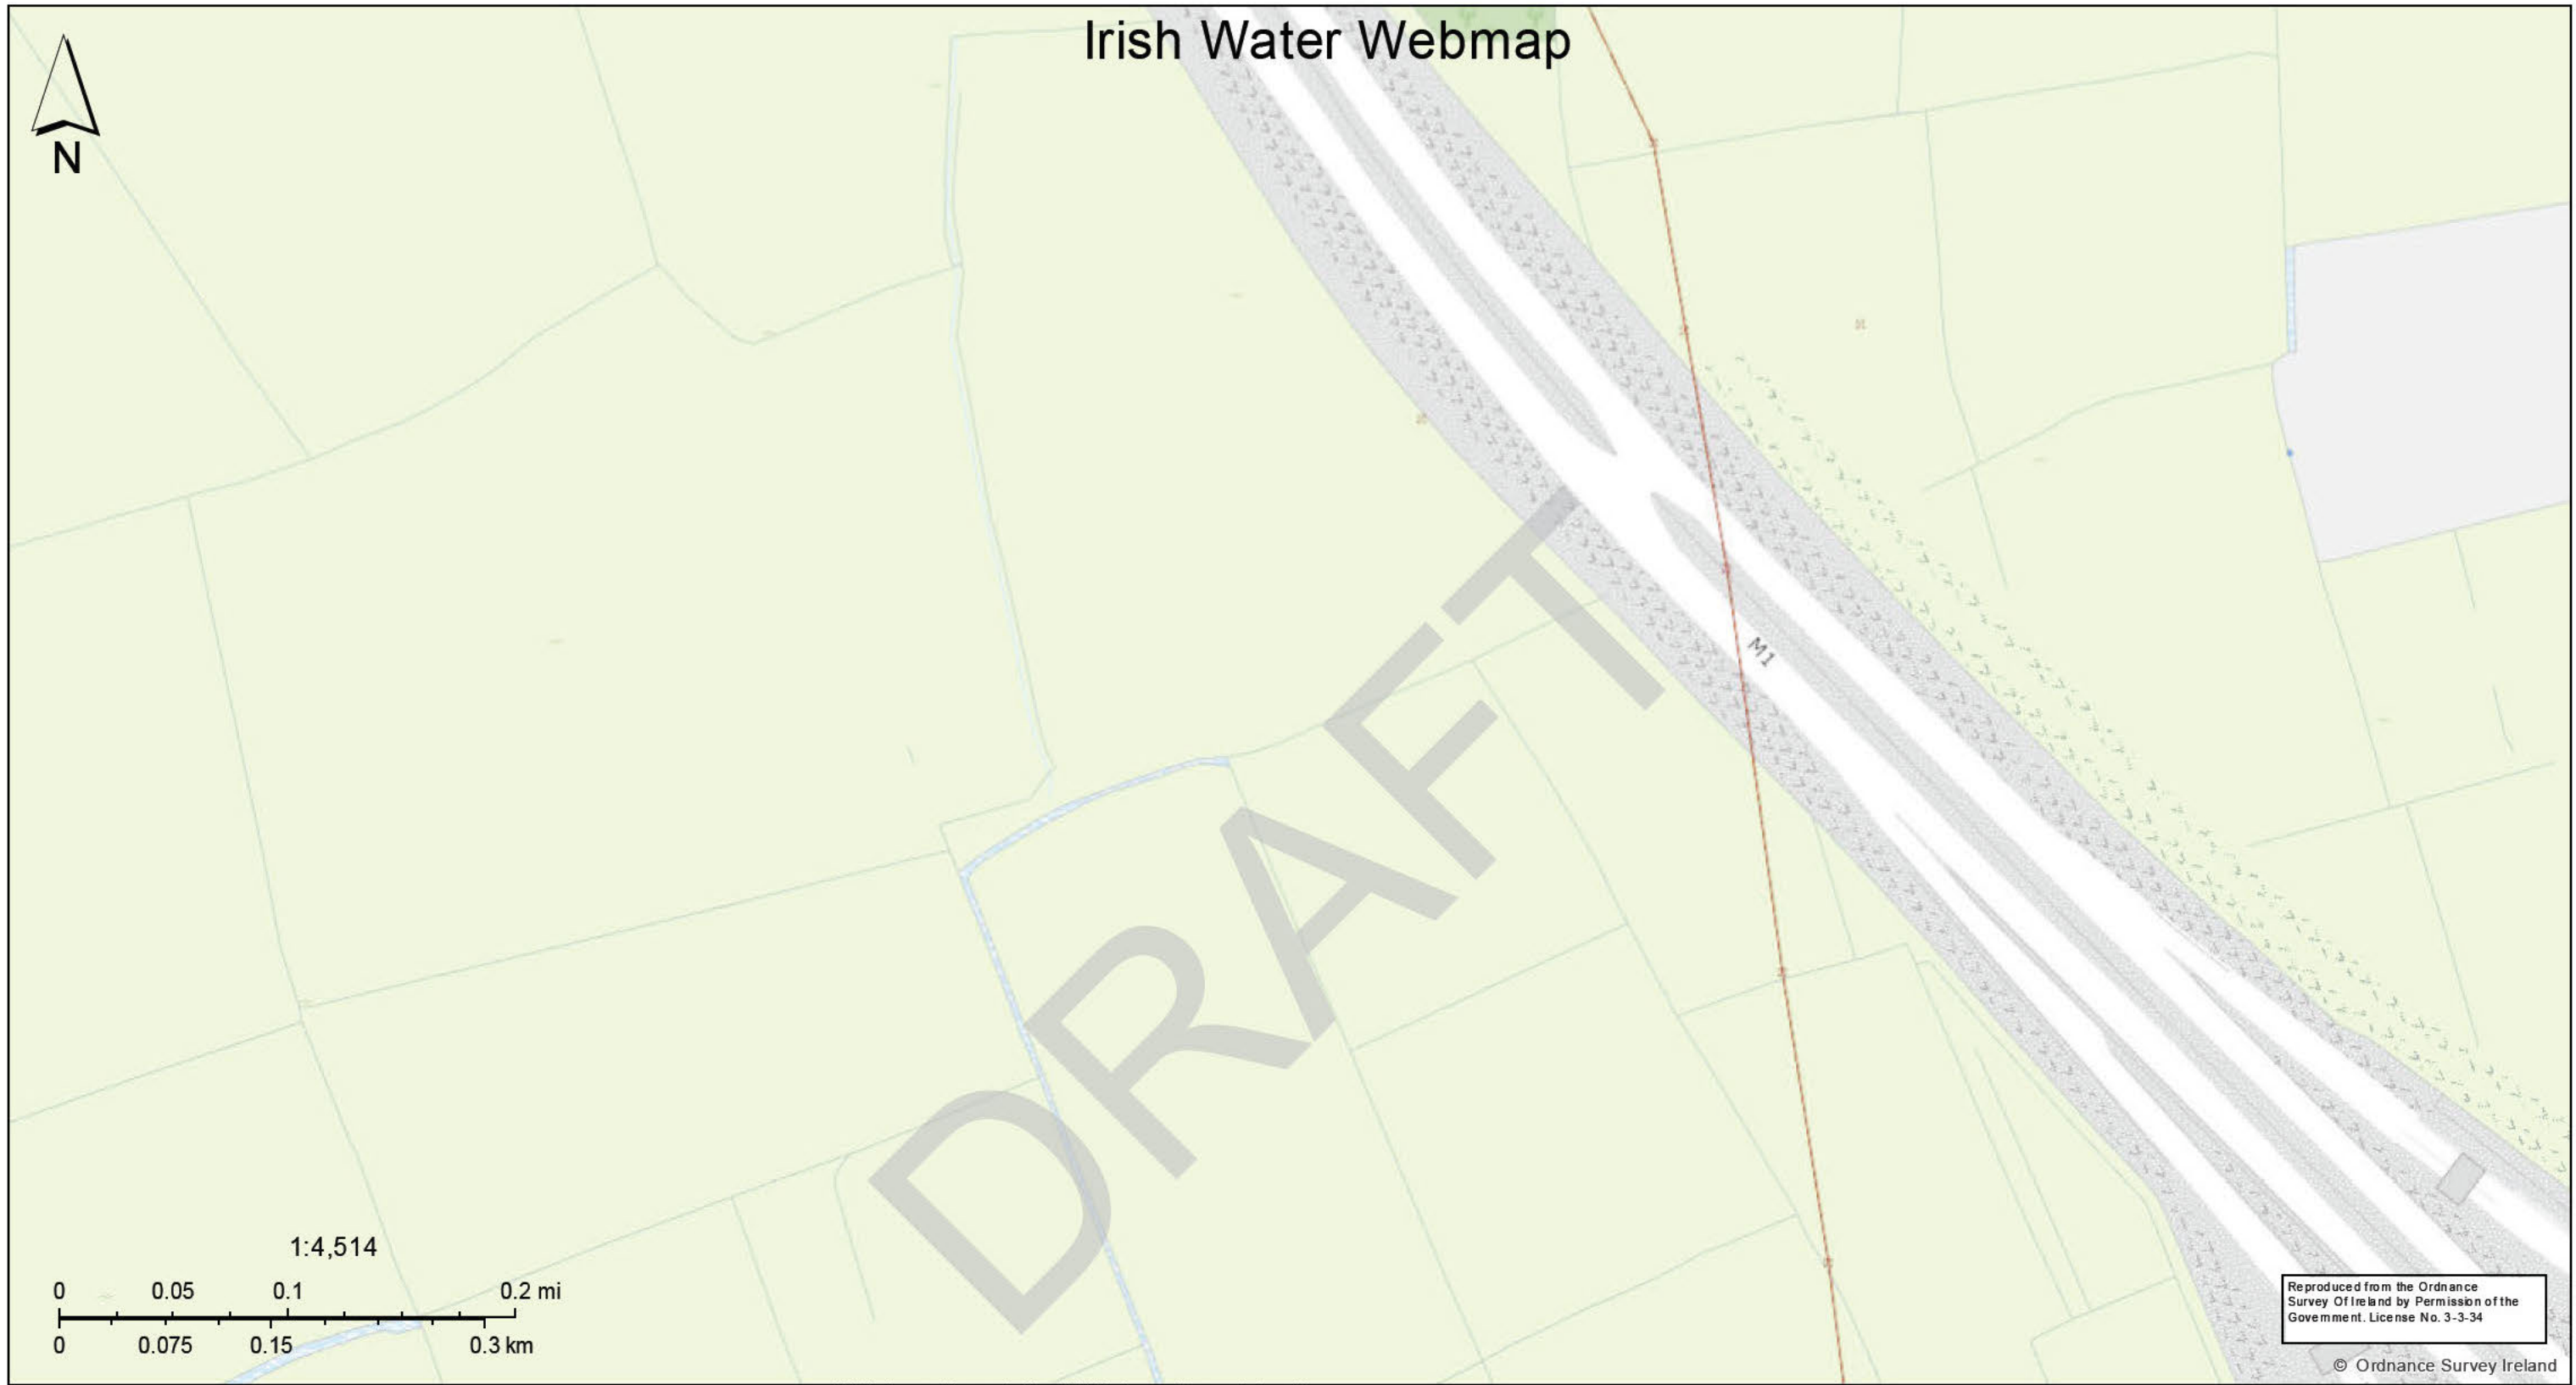 Irish Water Webmap
N
M1
DRAFT
1:4,514
0 0.05 0.1 0.2 mi
0 0.075 0.15 0.3 km
Reproduced from the Ordnance
Survey Of Ireland by Permission of the
Government. License No. 3-3-34
© Ordnance Survey Ireland